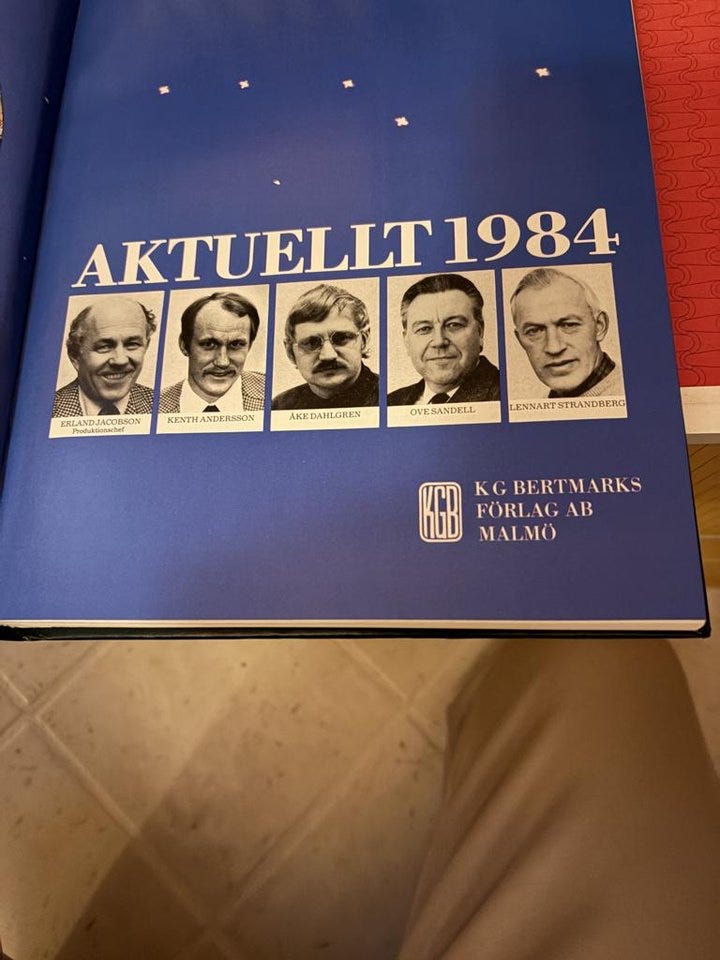 AKTUELLT 1984
ERLAND JACOBSON
Produktionschef
KENTH ANDERSSON
ÅKE DAHLGREN
OVE SANDELL
LENNART STRANDBERG
KGB
K G BERTMARKS
FÖRLAG AB
MALMÖ